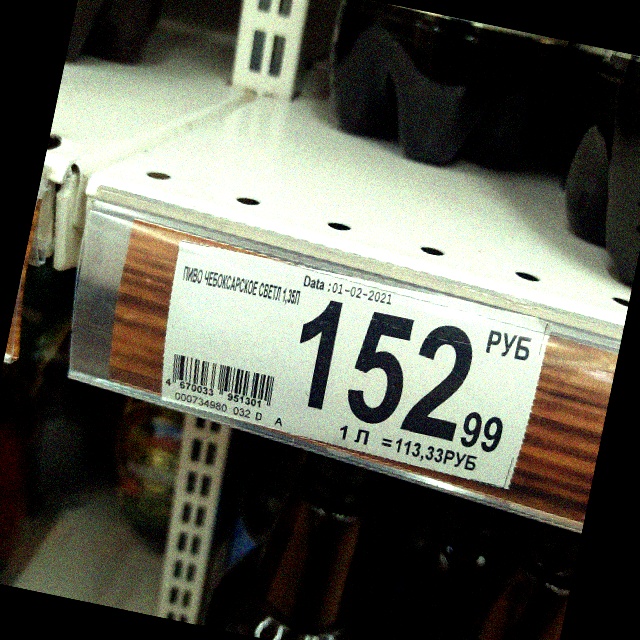 ПИВО ЧЕБОКСАРСКОЕ СВЕТЛ 1,35Л
Data :01-02-2021
152 99 РУБ
1 Л =113,33РУБ
4 670033 951301
000734980 032 D A